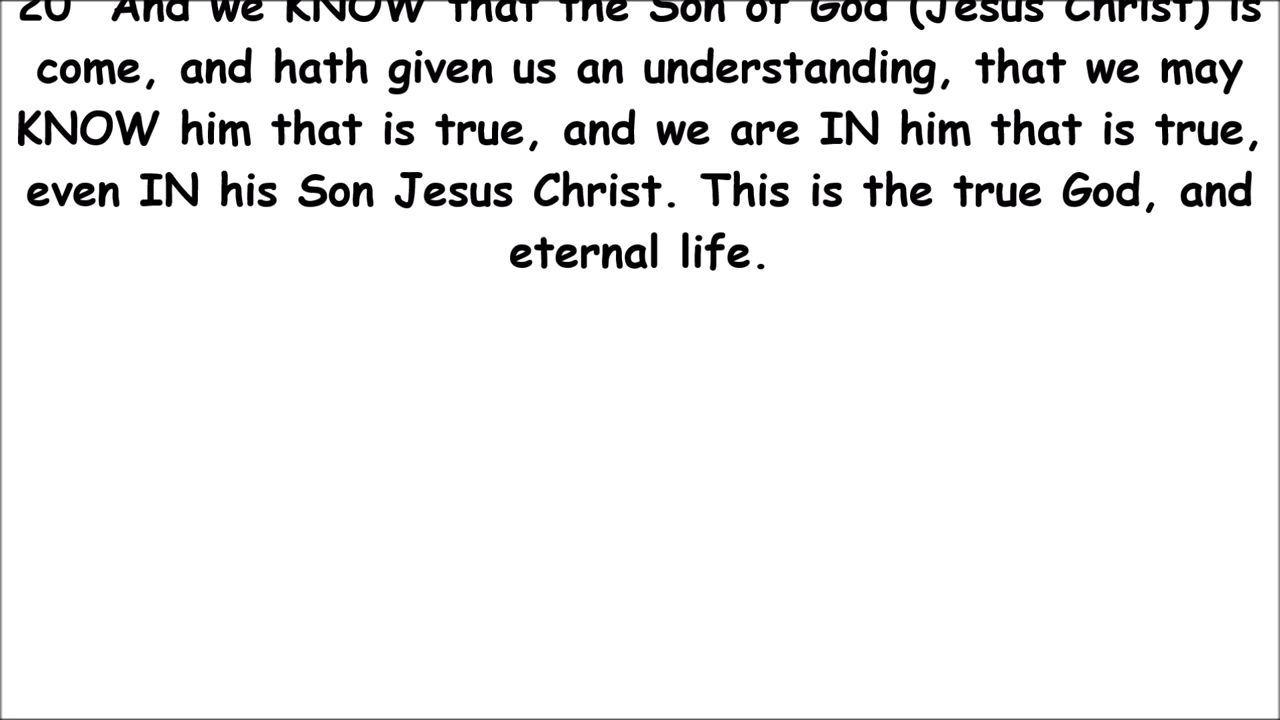 20 And we KNOW that the Son of God (Jesus Christ) is
come, and hath given us an understanding, that we may
KNOW him that is true, and we are IN him that is true,
even IN his Son Jesus Christ. This is the true God, and
eternal life.